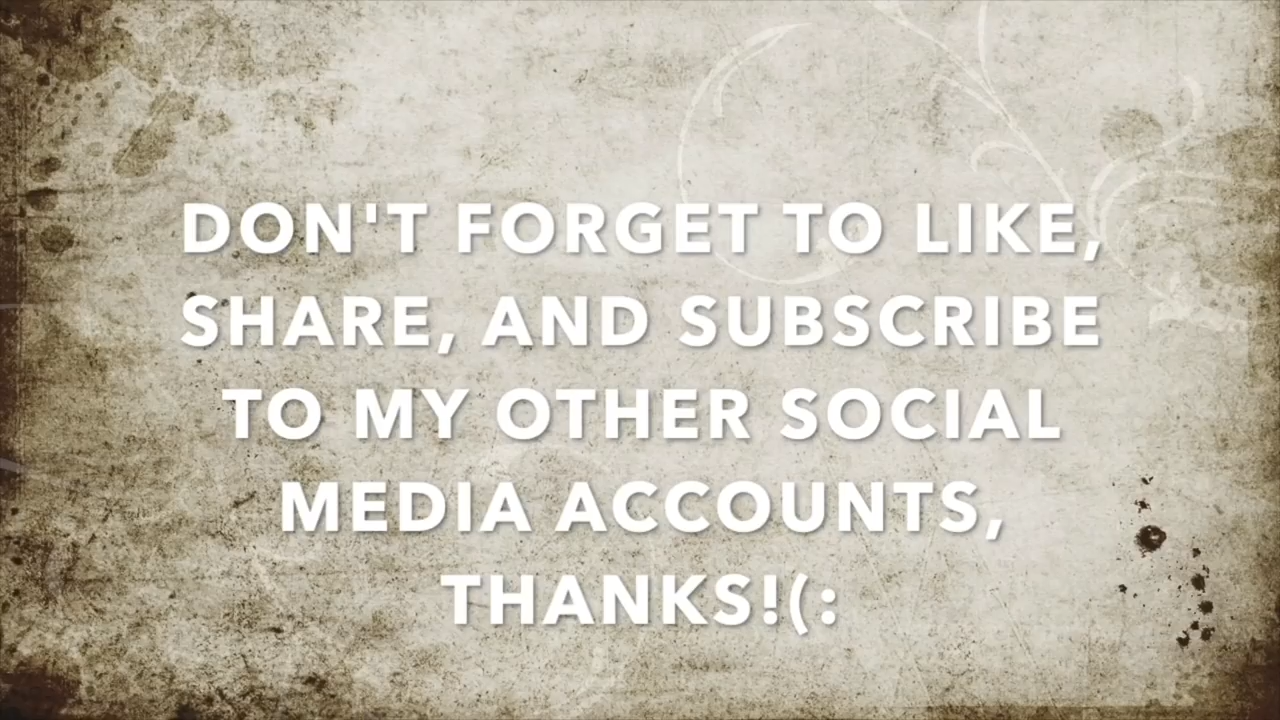 DON'T FORGET TO LIKE,
SHARE, AND SUBSCRIBE
TO MY OTHER SOCIAL
MEDIA ACCOUNTS,
THANKS!(: